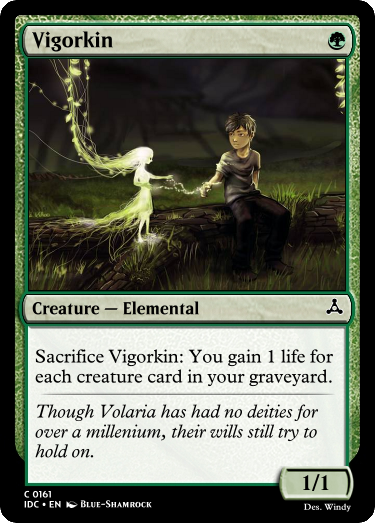 Vigorkin
Creature — Elemental
Sacrifice Vigorkin: You gain 1 life for
each creature card in your graveyard.
Though Volaria has had no deities for
over a millenium, their wills still try to
hold on.
1/1
C 0161
IDC • EN Blue-Shamrock
Des. Windy